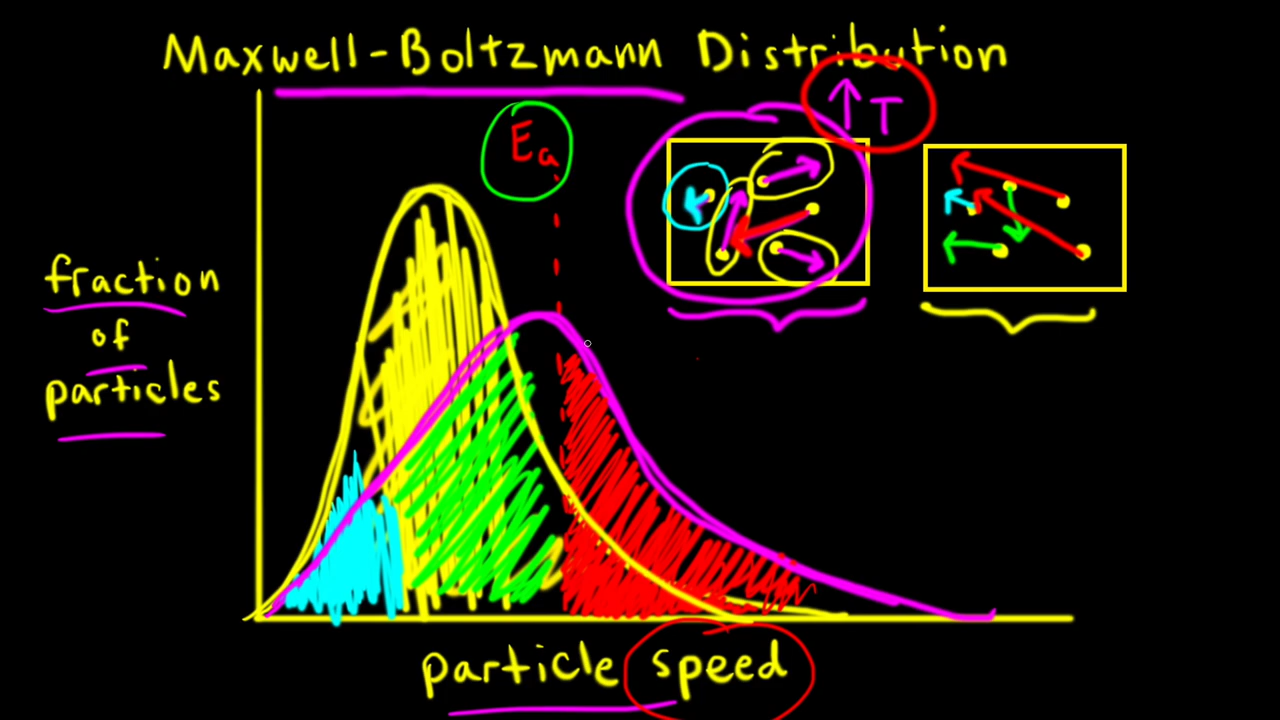 Maxwell-Boltzmann Distribution
↑ T
Ea
fraction
of
particles
particle speed